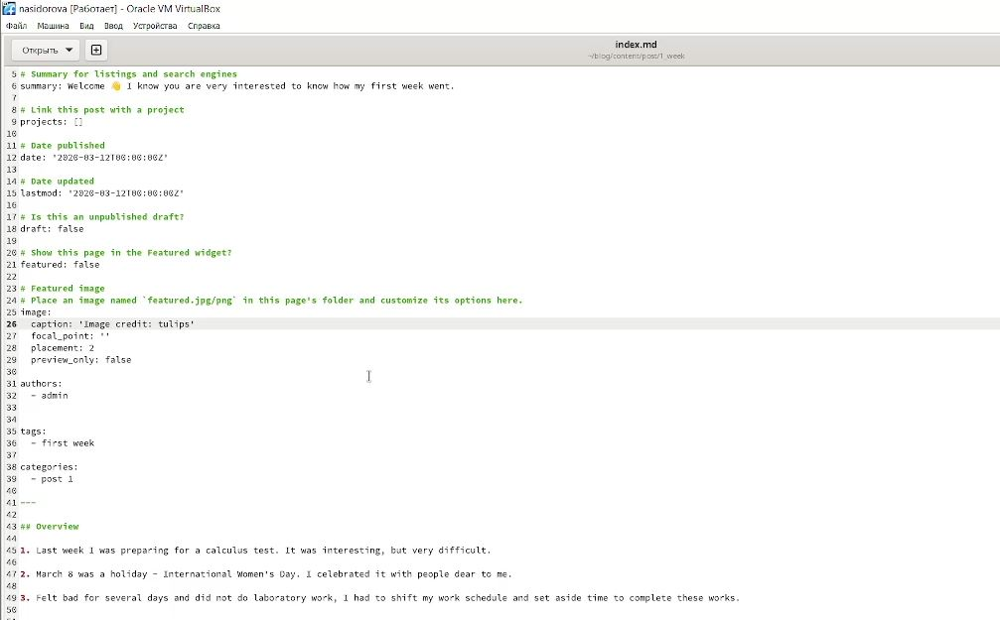 nasidorova [Работает] - Oracle VM VirtualBox
Файл Машина Вид Ввод Устройства Справка
Открыть
index.md
~/blog/content/post/1_week
5 # Summary for listings and search engines
6 summary: Welcome 👋 I know you are very interested to know how my first week went.
7
8 # Link this post with a project
9 projects: []
10
11 # Date published
12 date: '2020-03-12T00:00:00Z'
13
14 # Date updated
15 lastmod: '2020-03-12T00:00:00Z'
16
17 # Is this an unpublished draft?
18 draft: false
19
20 # Show this page in the Featured widget?
21 featured: false
22
23 # Featured image
24 # Place an image named `featured.jpg/png` in this page's folder and customize its options here.
25 image:
26   caption: 'Image credit: tulips'
27   focal_point: ''
28   placement: 2
29   preview_only: false
30
31 authors:
32   - admin
33
34
35 tags:
36   - first week
37
38 categories:
39   - post 1
40
41 ---
42
43 ## Overview
44
45 1. Last week I was preparing for a calculus test. It was interesting, but very difficult.
46
47 2. March 8 was a holiday - International Women's Day. I celebrated it with people dear to me.
48
49 3. Felt bad for several days and did not do laboratory work, I had to shift my work schedule and set aside time to complete these works.
50